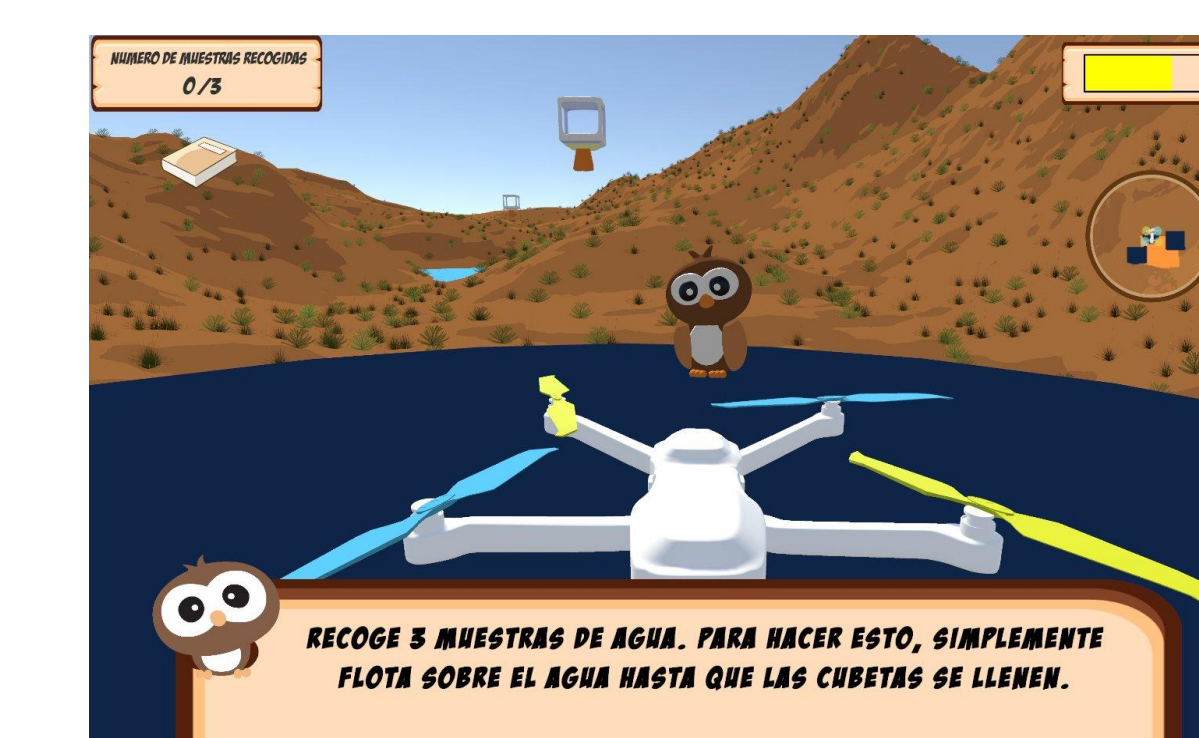 NUMERO DE MUESTRAS RECOGIDAS
0/3
RECOGE 3 MUESTRAS DE AGUA. PARA HACER ESTO, SIMPLEMENTE
FLOTA SOBRE EL AGUA HASTA QUE LAS CUBETAS SE LLENEN.